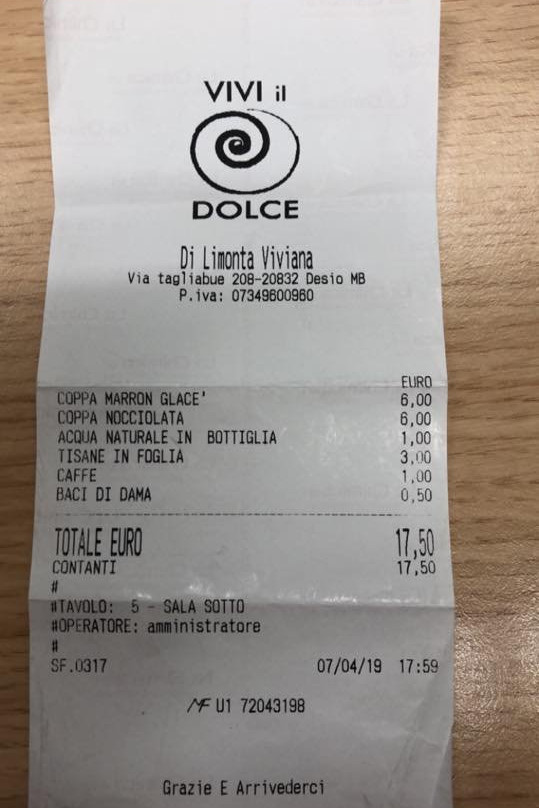 VIVI il
DOLCE
Di Limonta Viviana
Via tagliabue 208-20832 Desio MB
P.iva: 07349600960
EURO
COPPA MARRON GLACE' 6,00
COPPA NOCCIOLATA 6,00
ACQUA NATURALE IN BOTTIGLIA 1,00
TISANE IN FOGLIA 3,00
CAFFE 1,00
BACI DI DAMA 0,50
TOTALE EURO 17,50
CONTANTI 17,50
#
#TAVOLO: 5 - SALA SOTTO
#OPERATORE: amministratore
#
SF.0317 07/04/19 17:59
MF U1 72043198
Grazie E Arrivederci